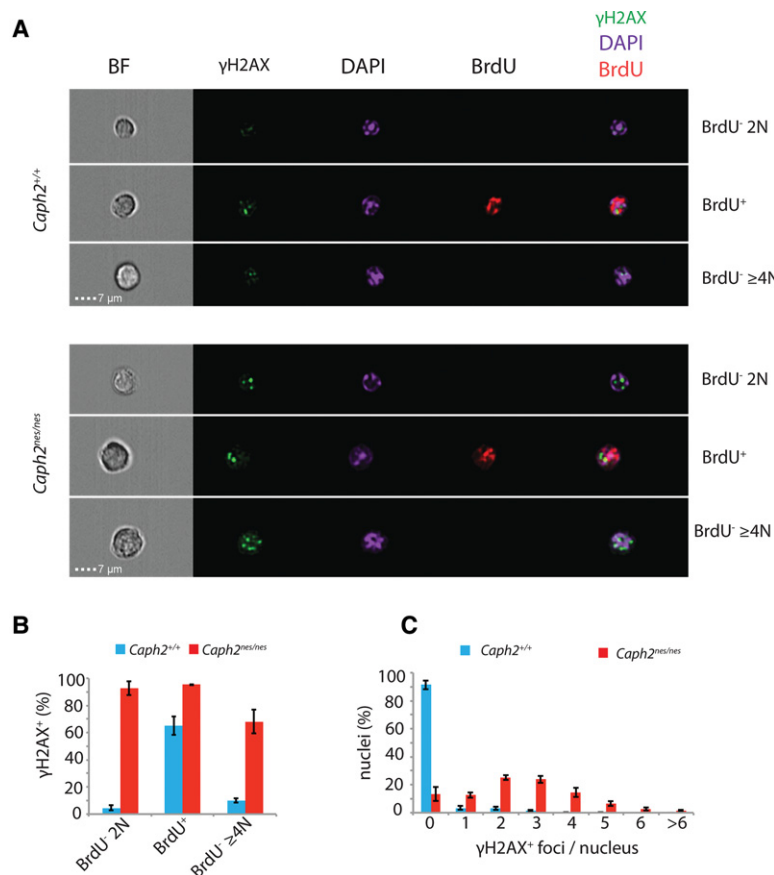 A
γH2AX
DAPI
BrdU
BF γH2AX DAPI BrdU
Caph2+/+
BrdU- 2N
BrdU+
BrdU- ≥4N
7 μm
Caph2nes/nes
BrdU- 2N
BrdU+
BrdU- ≥4N
7 μm
B
Caph2+/+ Caph2nes/nes
γH2AX+ (%)
100
80
60
40
20
0
BrdU- 2N BrdU+ BrdU- ≥4N
C
Caph2+/+ Caph2nes/nes
nuclei (%)
100
80
60
40
20
0
0 1 2 3 4 5 6 >6
γH2AX+ foci / nucleus